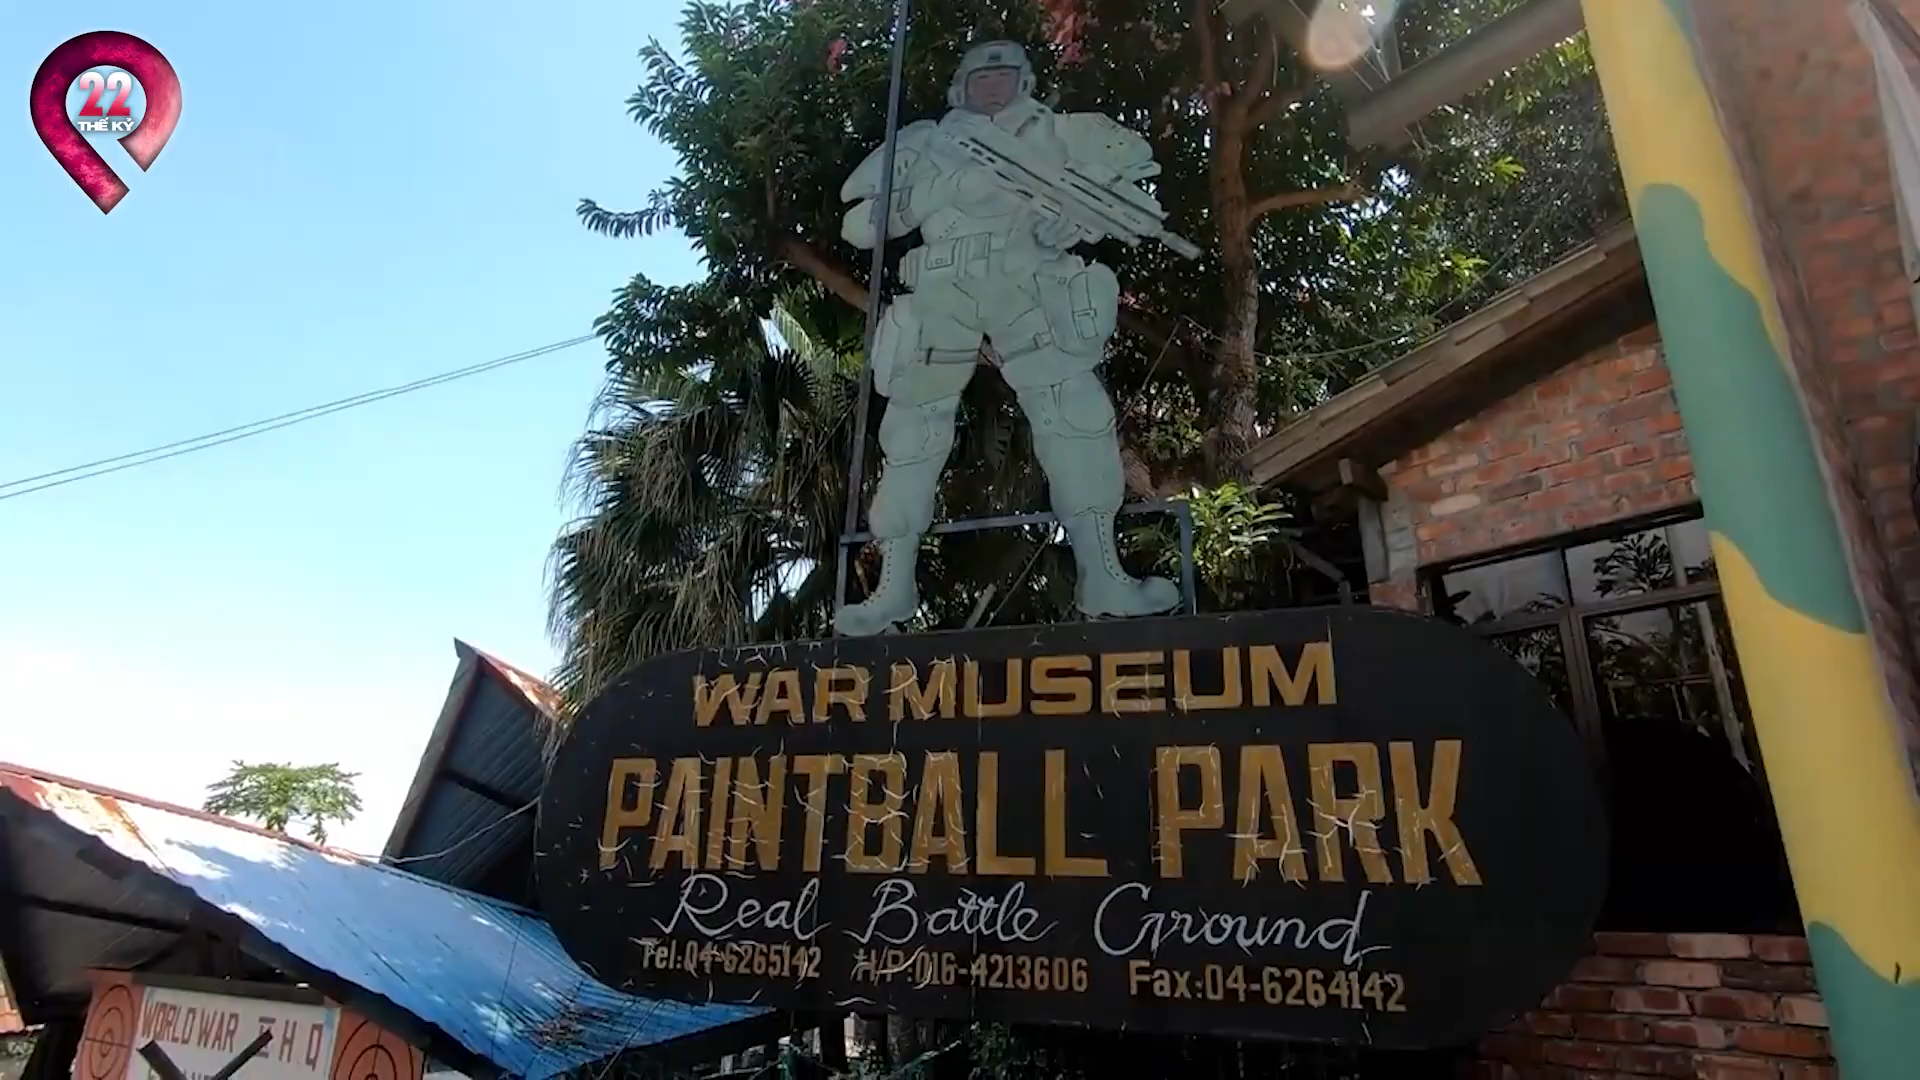 22
THẾ KỶ
WAR MUSEUM
PAINTBALL PARK
Real Battle Ground
Tel:04-6265142 H/P:016-4213606 Fax:04-6264142
WORLD WAR II H Q